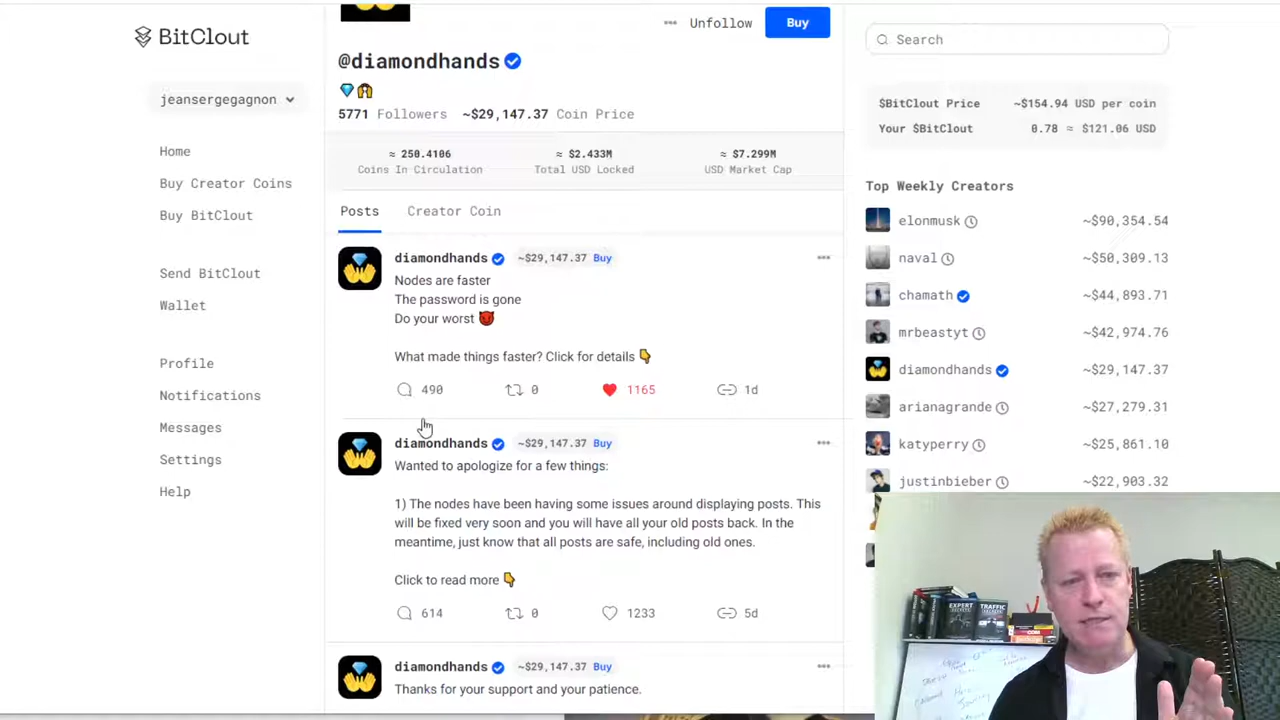 BitClout
jeansergegagnon
Home
Buy Creator Coins
Buy BitClout
Send BitClout
Wallet
Profile
Notifications
Messages
Settings
Help
Unfollow
Buy
@diamondhands
5771 Followers ~$29,147.37 Coin Price
≈ 250.4106
Coins In Circulation
≈ $2.433M
Total USD Locked
≈ $7.299M
USD Market Cap
Posts
Creator Coin
diamondhands ~$29,147.37 Buy
Nodes are faster
The password is gone
Do your worst 😈
What made things faster? Click for details 👇
490 0 1165 1d
diamondhands ~$29,147.37 Buy
Wanted to apologize for a few things:
1) The nodes have been having some issues around displaying posts. This
will be fixed very soon and you will have all your old posts back. In the
meantime, just know that all posts are safe, including old ones.
Click to read more 👇
614 0 1233 5d
diamondhands ~$29,147.37 Buy
Thanks for your support and your patience.
Search
$BitClout Price ~$154.94 USD per coin
Your $BitClout 0.78 ≈ $121.06 USD
Top Weekly Creators
elonmusk ~$90,354.54
naval ~$50,309.13
chamath ~$44,893.71
mrbeastyt ~$42,974.76
diamondhands ~$29,147.37
arianagrande ~$27,279.31
katyperry ~$25,861.10
justinbieber ~$22,903.32
EXPERT
TRAFFIC